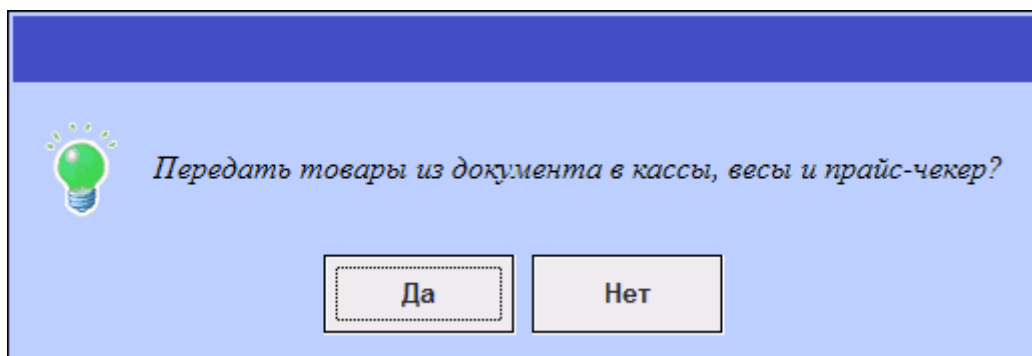 Передать товары из документа в кассы, весы и прайс-чекер?
Да Нет